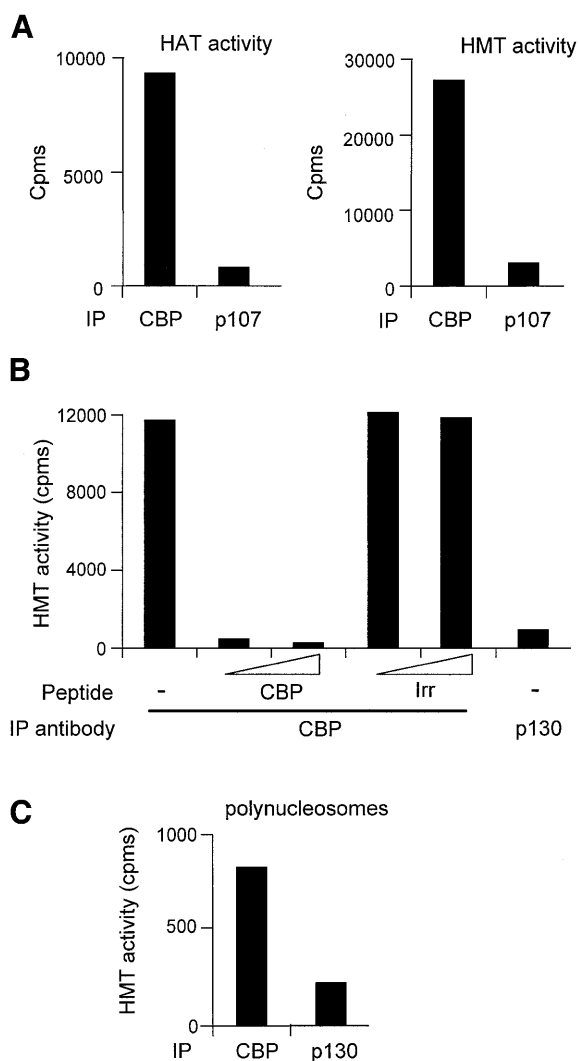 A
HAT activity
HMT activity
10000
5000
0
Cpms
IP CBP p107
30000
20000
10000
0
Cpms
IP CBP p107
B
12000
8000
4000
0
HMT activity (cpms)
Peptide - CBP Irr -
IP antibody CBP p130
C
polynucleosomes
1000
500
0
HMT activity (cpms)
IP CBP p130